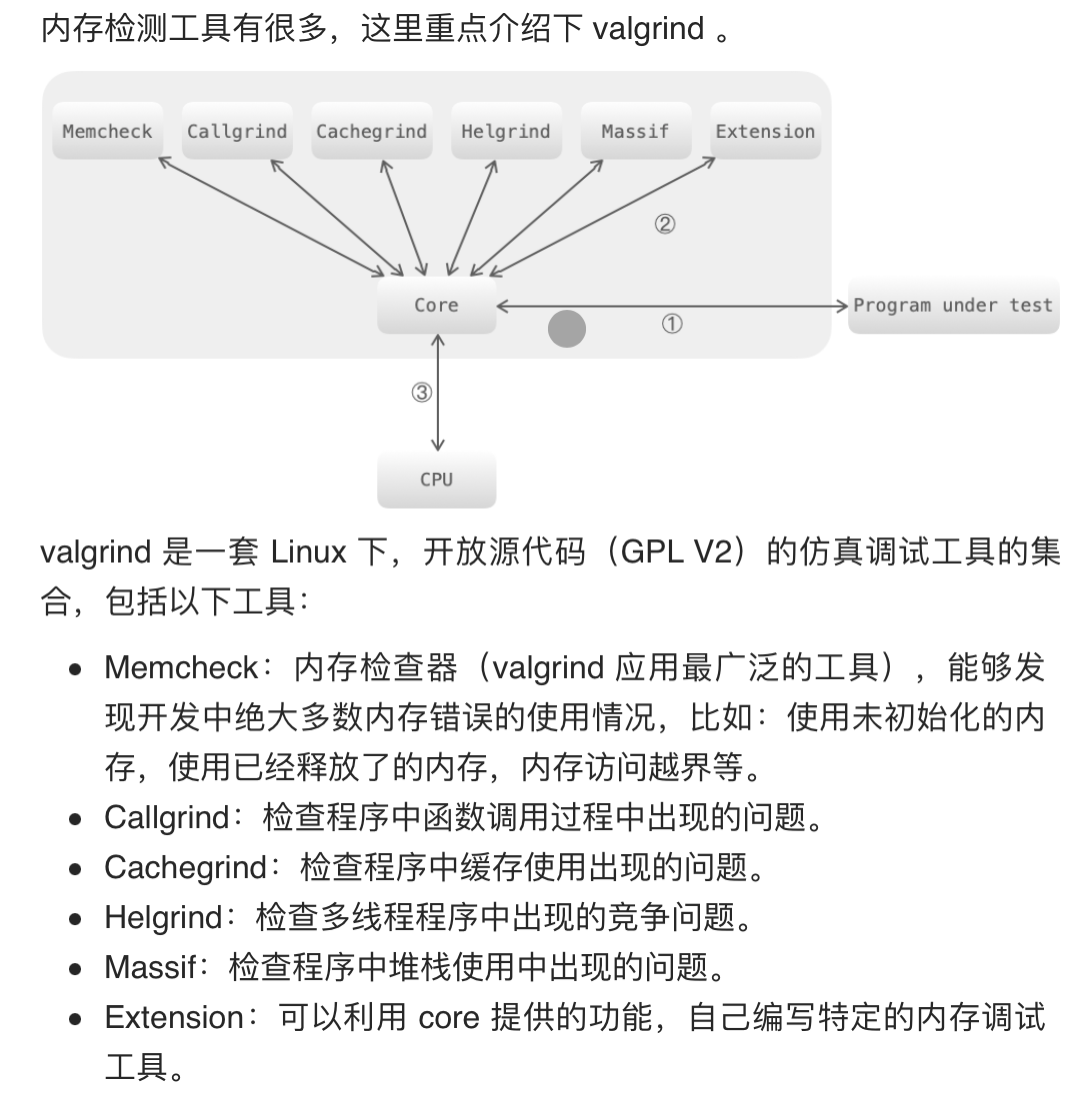 内存检测工具有很多，这里重点介绍下 valgrind 。
Memcheck
Callgrind
Cachegrind
Helgrind
Massif
Extension
②
Core
Program under test
①
③
CPU
valgrind 是一套 Linux 下，开放源代码（GPL V2）的仿真调试工具的集
合，包括以下工具：
• Memcheck：内存检查器（valgrind 应用最广泛的工具），能够发
现开发中绝大多数内存错误的使用情况，比如：使用未初始化的内
存，使用已经释放了的内存，内存访问越界等。
• Callgrind：检查程序中函数调用过程中出现的问题。
• Cachegrind：检查程序中缓存使用出现的问题。
• Helgrind：检查多线程程序中出现的竞争问题。
• Massif：检查程序中堆栈使用中出现的问题。
• Extension：可以利用 core 提供的功能，自己编写特定的内存调试
工具。